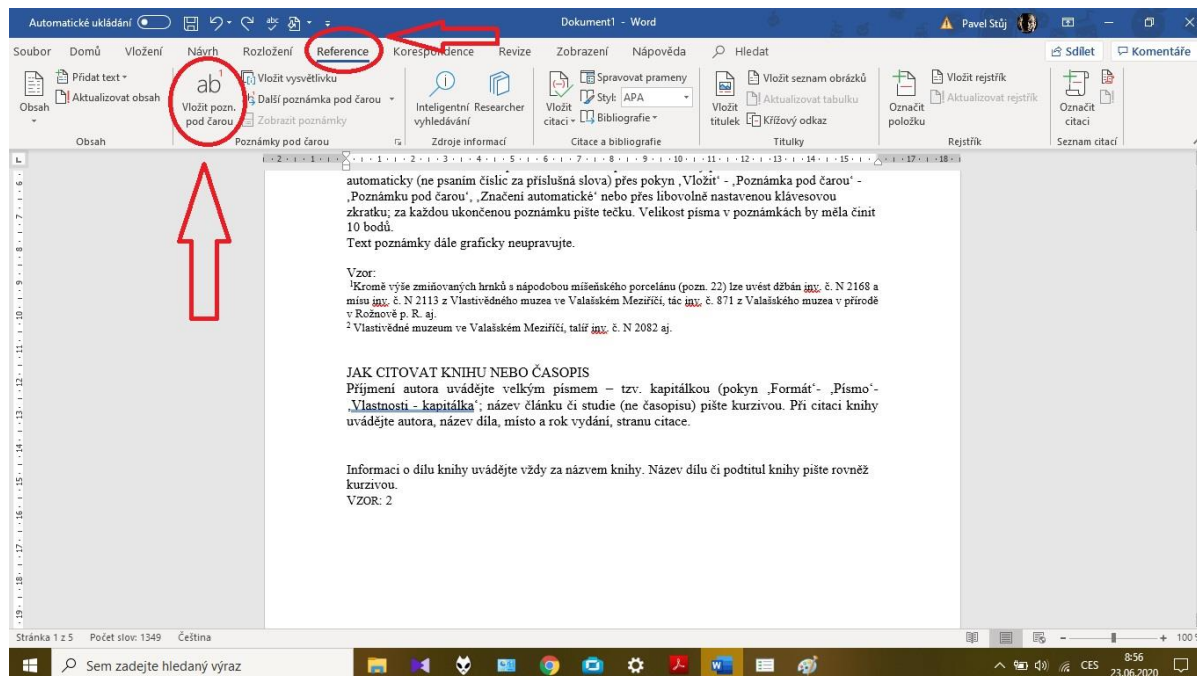 Automatické ukládání
Dokument1 - Word
Pavel Stůj
Soubor Domů Vložení Návrh Rozložení Reference Korespondence Revize Zobrazení Nápověda Hledat
Sdílet Komentáře
Obsah
Přidat text
Aktualizovat obsah
Obsah
ab1
Vložit pozn. pod čarou
Vložit vysvětlivku
Další poznámka pod čarou
Zobrazit poznámky
Poznámky pod čarou
Inteligentní vyhledávání
Researcher
Zdroje informací
Vložit citaci
Spravovat prameny
Styl: APA
Bibliografie
Citace a bibliografie
Vložit titulek
Vložit seznam obrázků
Aktualizovat tabulku
Křížový odkaz
Titulky
Označit položku
Vložit rejstřík
Aktualizovat rejstřík
Rejstřík
Označit citaci
Seznam citací
automaticky (ne psaním číslic za příslušná slova) přes pokyn ‚Vložit‘ - ‚Poznámka pod čarou‘ -
‚Poznámku pod čarou‘, ‚Značení automatické‘ nebo přes libovolně nastavenou klávesovou
zkratku; za každou ukončenou poznámku pište tečku. Velikost písma v poznámkách by měla činit
10 bodů.
Text poznámky dále graficky neupravujte.
Vzor:
1Kromě výše zmiňovaných hrnků s nápodobou míšeňského porcelánu (pozn. 22) lze uvést džbán inv. č. N 2168 a
mísu inv. č. N 2113 z Vlastivědného muzea ve Valašském Meziříčí, tác inv. č. 871 z Valašského muzea v přírodě
v Rožnově p. R. aj.
2 Vlastivědné muzeum ve Valašském Meziříčí, talíř inv. č. N 2082 aj.
JAK CITOVAT KNIHU NEBO ČASOPIS
Příjmení autora uvádějte velkým písmem – tzv. kapitálkou (pokyn ‚Formát‘- ‚Písmo‘-
‚Vlastnosti - kapitálka‘; název článku či studie (ne časopisu) pište kurzivou. Při citaci knihy
uvádějte autora, název díla, místo a rok vydání, stranu citace.
Informaci o dílu knihy uvádějte vždy za názvem knihy. Název dílu či podtitul knihy pište rovněž
kurzivou.
VZOR: 2
Stránka 1 z 5 Počet slov: 1349 Čeština
Sem zadejte hledaný výraz
CES
8:56
23.06.2020